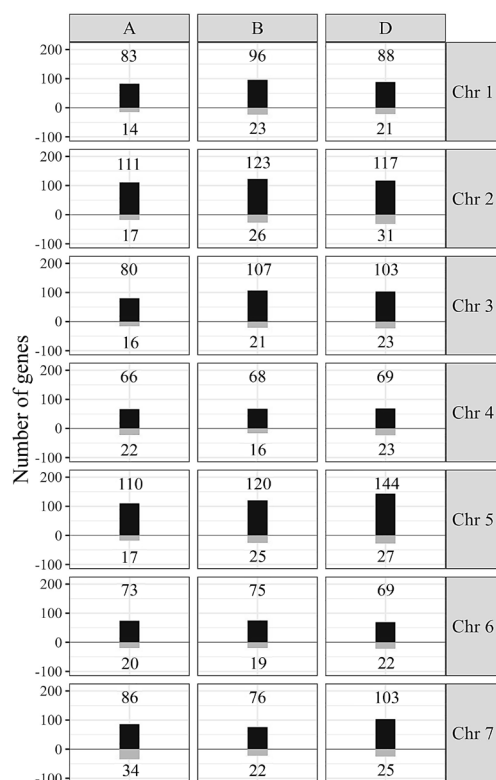 A B D
200 83 96 88
100
0 Chr 1
-100 14 23 21
200 111 123 117
100
0 Chr 2
-100 17 26 31
200 80 107 103
100
0 Chr 3
-100 16 21 23
200 66 68 69
100
0 Chr 4
-100 22 16 23
200 110 120 144
100
0 Chr 5
-100 17 25 27
200 73 75 69
100
0 Chr 6
-100 20 19 22
200 86 76 103
100
0 Chr 7
-100 34 22 25
Number of genes